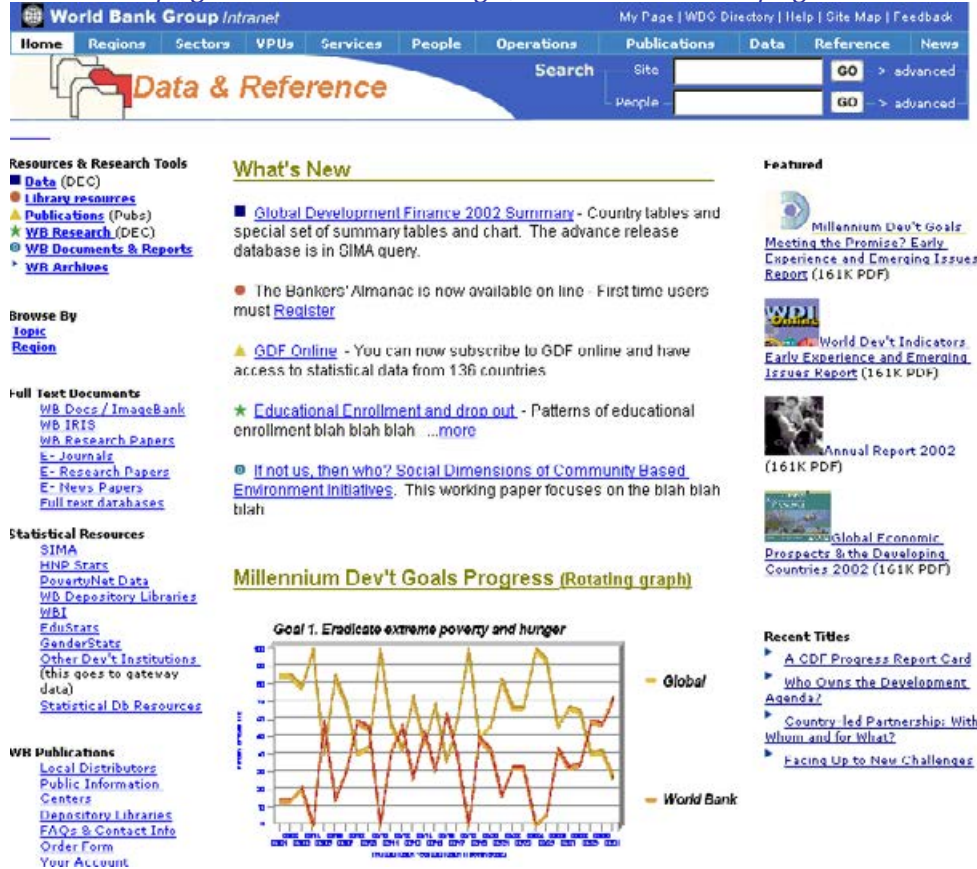 World Bank Group Intranet
My Page | WBG Directory | Help | Site Map | Feedback
Home Regions Sectors VPUs Services People Operations Publications Data Reference News
Data & Reference
Search
Site GO > advanced
People GO > advanced
Resources & Research Tools
Data (DEC)
Library resources
Publications (Pubs)
WB Research (DEC)
WB Documents & Reports
WB Archives
Browse By
Topic
Region
Full Text Documents
WB Docs / ImageBank
WB IRIS
WB Research Papers
E- Journals
E- Research Papers
E- News Papers
Full text databases
Statistical Resources
SIMA
HNP Stats
PovertyNet Data
WB Depository Libraries
WBI
EduStats
GenderStats
Other Dev't Institutions
(this goes to gateway
data)
Statistical Db Resources
WB Publications
Local Distributors
Public Information
Centers
Depository Libraries
FAQs & Contact Info
Order Form
Your Account
What's New
Global Development Finance 2002 Summary - Country tables and
special set of summary tables and chart. The advance release
database is in SIMA query.
The Bankers' Almanac is now available on line - First time users
must Register
GDF Online - You can now subscribe to GDF online and have
access to statistical data from 136 countries
Educational Enrollment and drop out - Patterns of educational
enrollment blah blah blah ...more
If not us, then who? Social Dimensions of Community Based
Environment Initiatives. This working paper focuses on the blah blah
blah
Millennium Dev't Goals Progress (Rotating graph)
Goal 1. Eradicate extreme poverty and hunger
Global
World Bank
Featured
Millennium Dev't Goals
Meeting the Promise? Early
Experience and Emerging Issues
Report (161K PDF)
WDI
Online
World Dev't Indicators
Early Experience and Emerging
Issues Report (161K PDF)
Annual Report 2002
(161K PDF)
Global Economic
Prospects & the Developing
Countries 2002 (161K PDF)
Recent Titles
A CDF Progress Report Card
Who Owns the Development
Agenda?
Country-led Partnership: With
Whom and for What?
Facing Up to New Challenges